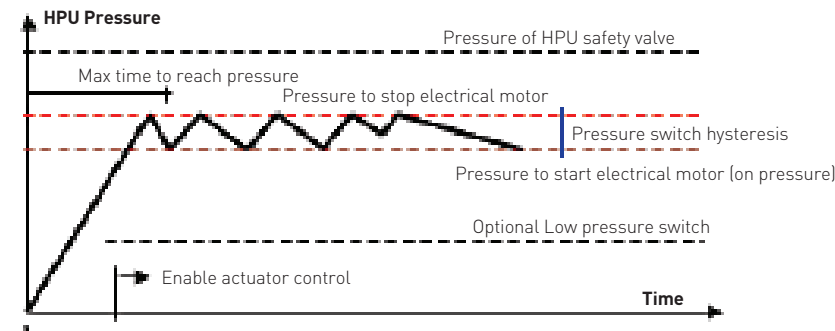 HPU Pressure
Pressure of HPU safety valve
Max time to reach pressure
Pressure to stop electrical motor
Pressure switch hysteresis
Pressure to start electrical motor (on pressure)
Optional Low pressure switch
Enable actuator control
Time